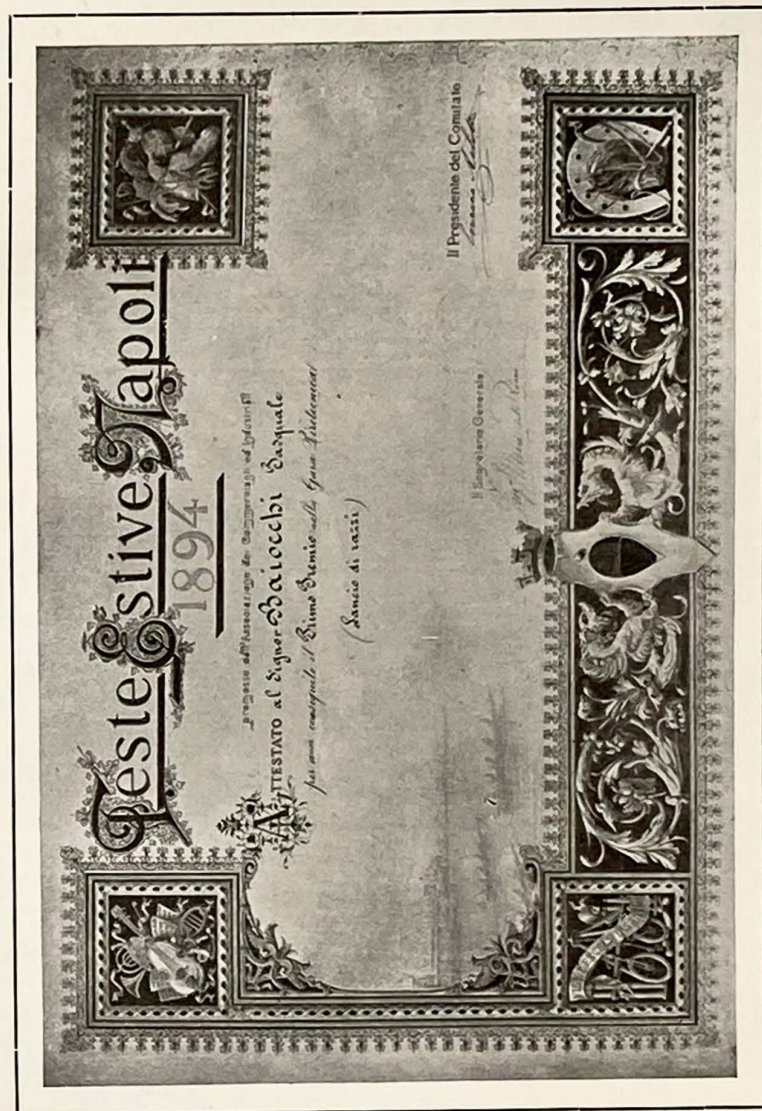 Feste Estive Napoli
1894
promosse dall'Associazione dei Commercianti ed Industriali
ATTESTATO al Signor Baiocchi Pasquale
per aver conseguito il Primo Premio nella Gara Pirotecnica
(Lancio di razzi)
Il Segretario Generale
Il Presidente del Comitato